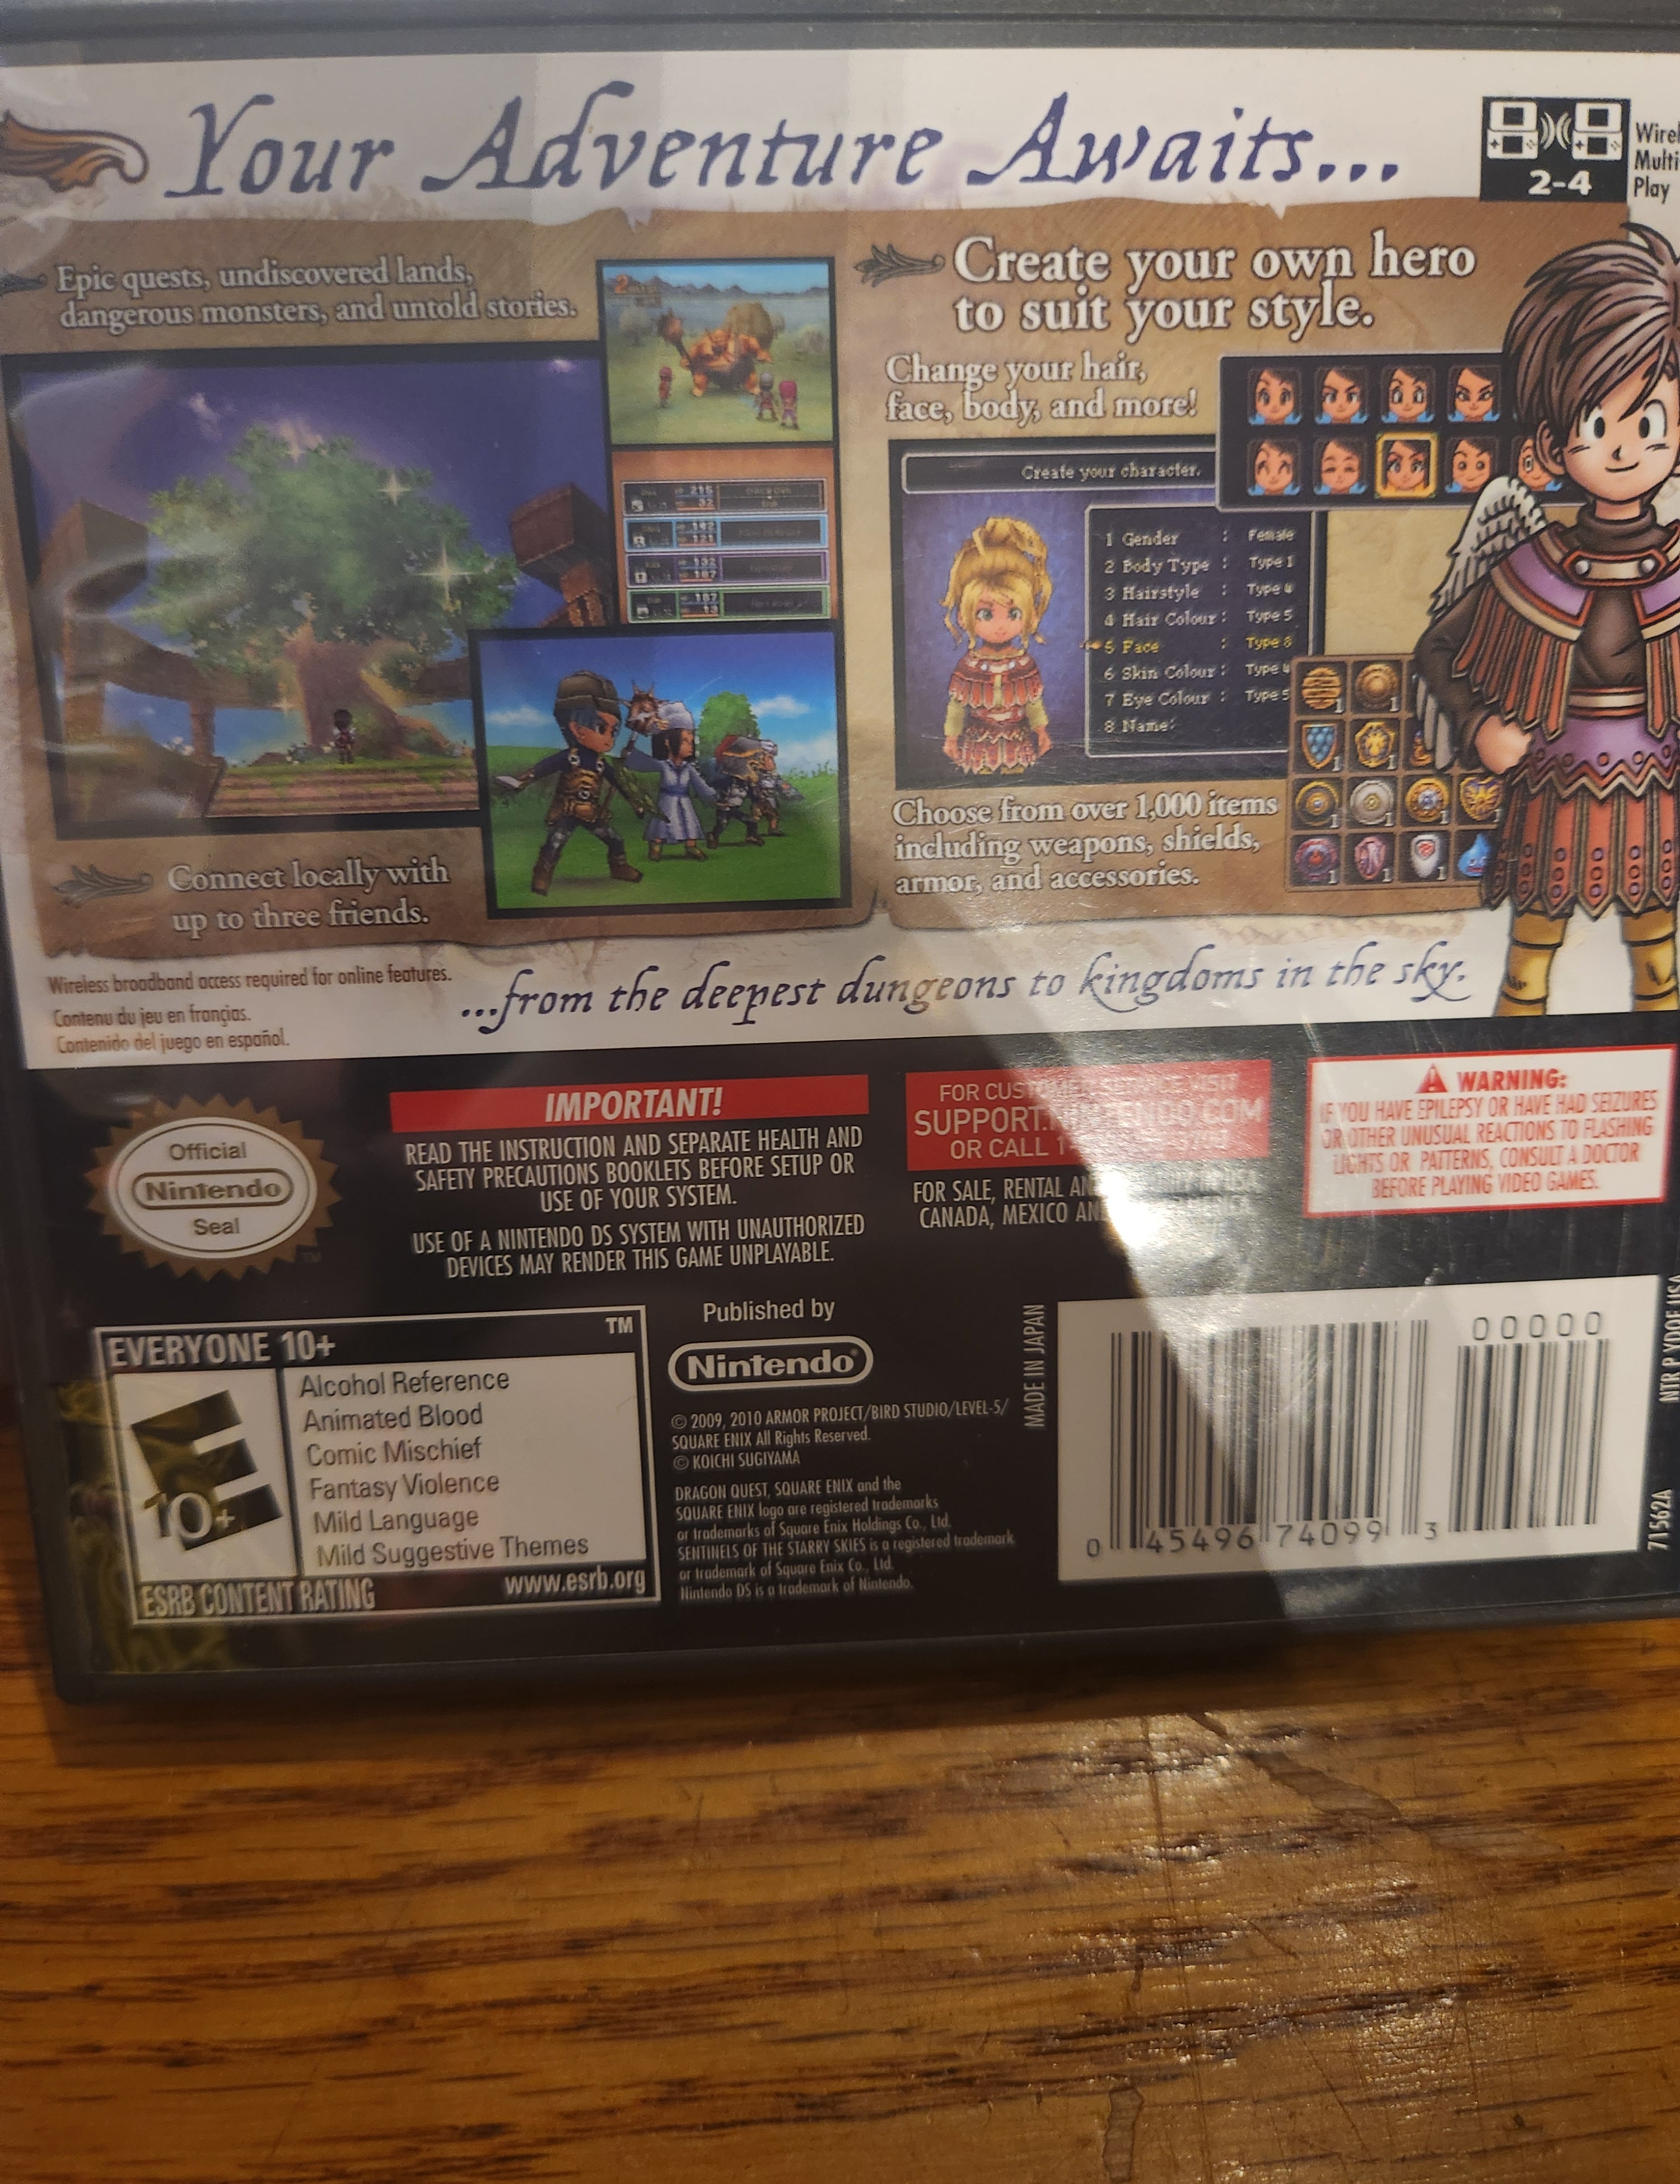 Your Adventure Awaits...
2-4
Play
Epic quests, undiscovered lands,
dangerous monsters, and untold stories.
Create your own hero
to suit your style.
Change your hair,
face, body, and more!
Create your character.
1 Gender : Female
2 Body Type : Type 1
3 Hairstyle : Type 4
4 Hair Colour : Type 5
5 Face : Type 8
6 Skin Colour : Type 4
7 Eye Colour : Type 5
8 Name:
Choose from over 1,000 items
including weapons, shields,
armor, and accessories.
Connect locally with
up to three friends.
Wireless broadband access required for online features.
Contenu du jeu en français.
Contenido del juego en español.
...from the deepest dungeons to kingdoms in the sky.
Official
Nintendo
Seal
TM
IMPORTANT!
READ THE INSTRUCTION AND SEPARATE HEALTH AND
SAFETY PRECAUTIONS BOOKLETS BEFORE SETUP OR
USE OF YOUR SYSTEM.
USE OF A NINTENDO DS SYSTEM WITH UNAUTHORIZED
DEVICES MAY RENDER THIS GAME UNPLAYABLE.
FOR VISIT
OR CALL
FOR SALE, RENTAL
CANADA, MEXICO
WARNING:
IF YOU HAVE EPILEPSY OR HAVE HAD SEIZURES
OR OTHER UNUSUAL REACTIONS TO FLASHING
LIGHTS OR PATTERNS, CONSULT A DOCTOR
BEFORE PLAYING VIDEO GAMES.
EVERYONE 10+
TM
E
10+
Alcohol Reference
Animated Blood
Comic Mischief
Fantasy Violence
Mild Language
Mild Suggestive Themes
ESRB CONTENT RATING www.esrb.org
Published by
Nintendo®
© 2009, 2010 ARMOR PROJECT/BIRD STUDIO/LEVEL-5/
SQUARE ENIX All Rights Reserved.
© KOICHI SUGIYAMA
DRAGON QUEST, SQUARE ENIX and the
SQUARE ENIX logo are registered trademarks
or trademarks of Square Enix Holdings Co., Ltd.
SENTINELS OF THE STARRY SKIES is a registered trademark
or trademark of Square Enix Co., Ltd.
Nintendo DS is a trademark of Nintendo.
MADE IN JAPAN
00000
0 45496 74099 3
71562A